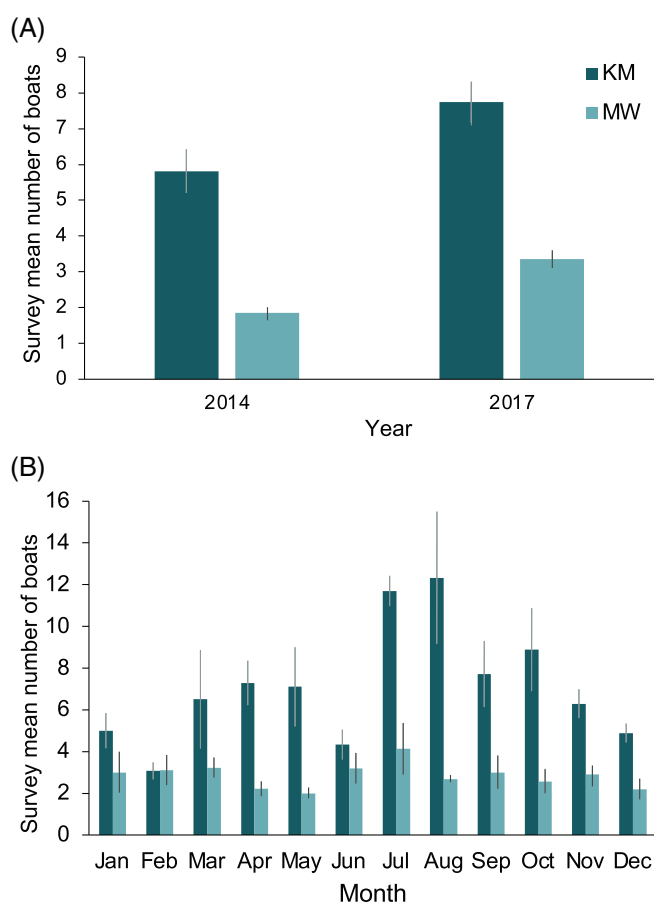 (A)
Survey mean number of boats
9
8
7
6
5
4
3
2
1
0
KM
MW
2014
2017
Year
(B)
Survey mean number of boats
16
14
12
10
8
6
4
2
0
Jan Feb Mar Apr May Jun Jul Aug Sep Oct Nov Dec
Month